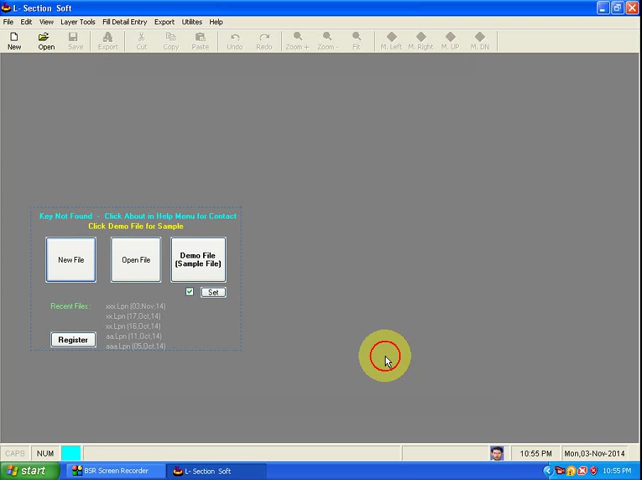 L- Section Soft
File Edit View Layer Tools Fill Detail Entry Export Utilites Help
New Open Save Export Cut Copy Paste Undo Redo Zoom + Zoom - Fit M. Left M. Right M. UP M. DN
Key Not Found - Click About in Help Menu for Contact
Click Demo File for Sample
New File
Open File
Demo File
(Sample File)
Set
Recent Files :
xxx.Lpn (03,Nov,14)
xx.Lpn (17,Oct,14)
xx.Lpn (16,Oct,14)
aa.Lpn (11,Oct,14)
aaa.Lpn (05,Oct,14)
Register
CAPS NUM 10:55 PM Mon,03-Nov-2014
start BSR Screen Recorder L- Section Soft 10:55 PM